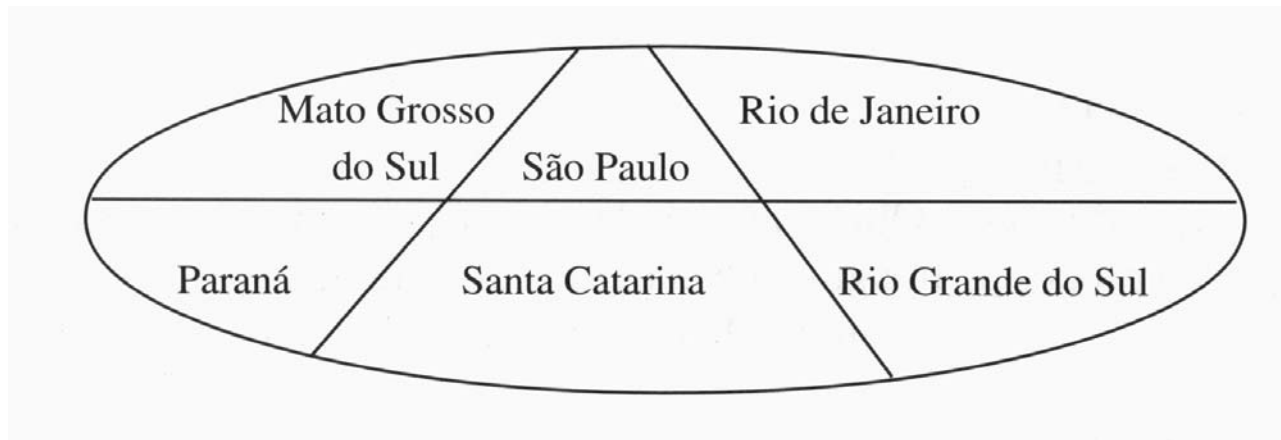 Mato Grosso
do Sul
São Paulo
Rio de Janeiro
Paraná
Santa Catarina
Rio Grande do Sul